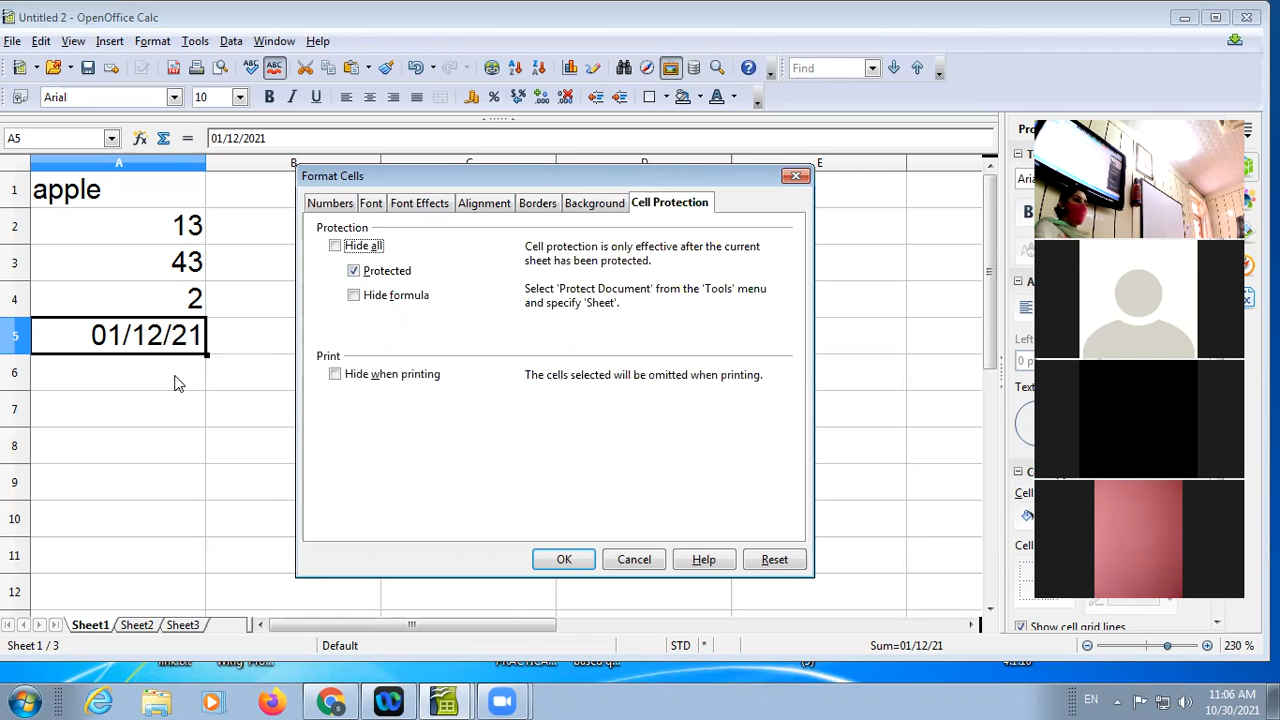 Untitled 2 - OpenOffice Calc
File Edit View Insert Format Tools Data Window Help
ABC ABC Find
Arial 10 B I U
A5 = 01/12/2021
A B C D E
1 apple
2 13
3 43
4 2
5 01/12/21
6
7
8
9
10
11
12
Format Cells
Numbers Font Font Effects Alignment Borders Background Cell Protection
Protection
Hide all
Protected
Hide formula
Cell protection is only effective after the current
sheet has been protected.
Select 'Protect Document' from the 'Tools' menu
and specify 'Sheet'.
Print
Hide when printing
The cells selected will be omitted when printing.
OK Cancel Help Reset
Show cell grid lines
Sheet1 Sheet2 Sheet3
Sheet 1 / 3 Default STD * Sum=01/12/21 230 %
EN
11:06 AM
10/30/2021